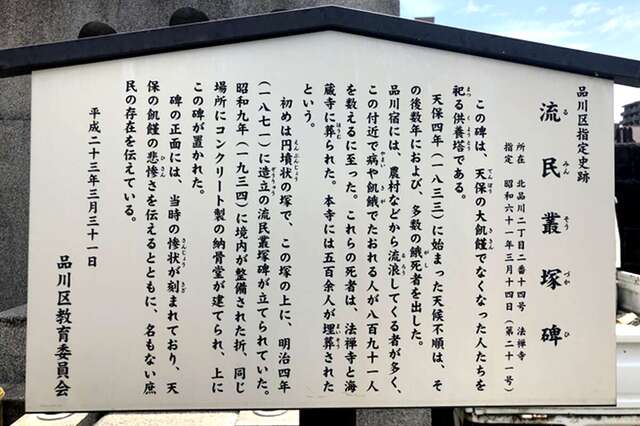 品川区指定史跡
流民叢塚碑
るみんそうづかひ
所在 北品川二丁目二番十四号 法禅寺
指定 昭和六十一年三月十四日(第二十一号)
この碑は、天保の大飢饉でなくなった人たちを
祀る供養塔である。
天保四年(一八三三)に始まった天候不順は、そ
の後数年におよび、多数の餓死者を出した。
品川宿には、農村などから流浪してくる者が多く、
この付近で病や飢餓でたおれる人が八百九十一人
を数えるに至った。これらの死者は、法禅寺と海
蔵寺に葬られた。本寺には五百余人が埋葬された
という。
初めは円墳状の塚で、この塚の上に、明治四年
(一八七一)に造立の流民叢塚碑が立てられていた。
昭和九年(一九三四)に境内が整備された折、同じ
場所にコンクリート製の納骨堂が建てられ、上に
この碑が置かれた。
碑の正面には、当時の惨状が刻まれており、天
保の飢饉の悲惨さを伝えるとともに、名もない庶
民の存在を伝えている。
平成二十三年三月三十一日
品川区教育委員会